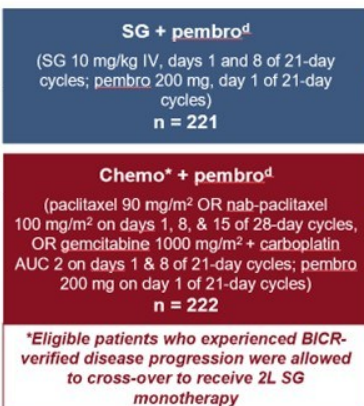 SG + pembroᵈ
(SG 10 mg/kg IV, days 1 and 8 of 21-day
cycles; pembro 200 mg, day 1 of 21-day
cycles)
n = 221
Chemo* + pembroᵈ
(paclitaxel 90 mg/m² OR nab-paclitaxel
100 mg/m² on days 1, 8, & 15 of 28-day cycles,
OR gemcitabine 1000 mg/m² + carboplatin
AUC 2 on days 1 & 8 of 21-day cycles; pembro
200 mg on day 1 of 21-day cycles)
n = 222
*Eligible patients who experienced BICR-
verified disease progression were allowed
to cross-over to receive 2L SG
monotherapy